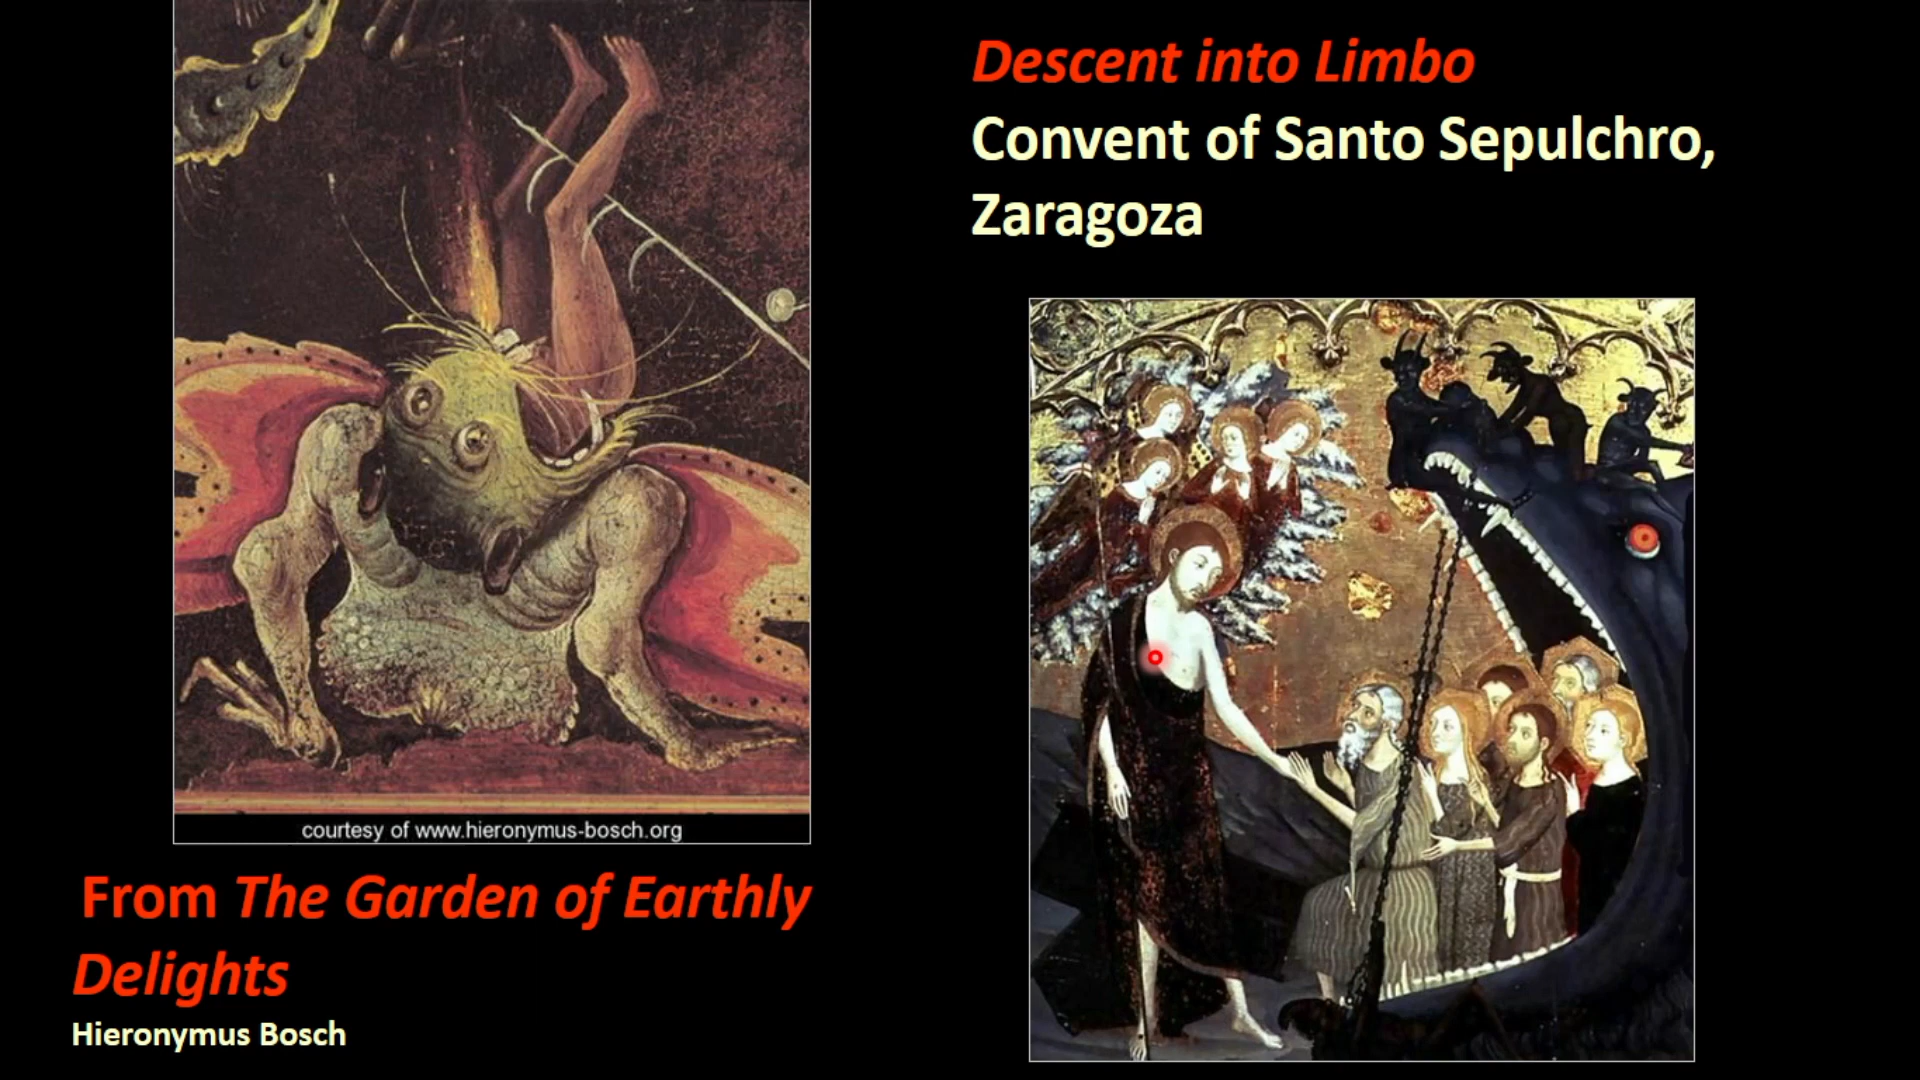 Descent into Limbo
Convent of Santo Sepulchro,
Zaragoza
courtesy of www.hieronymus-bosch.org
From The Garden of Earthly
Delights
Hieronymus Bosch